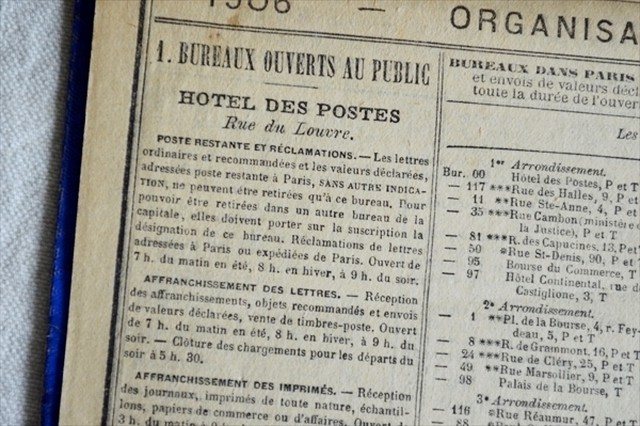 1906 — ORGANISA
1. BUREAUX OUVERTS AU PUBLIC
HOTEL DES POSTES
Rue du Louvre.
POSTE RESTANTE ET RÉCLAMATIONS. — Les lettres
ordinaires et recommandées et les valeurs déclarées,
adressées poste restante à Paris, SANS AUTRE INDICA-
TION, ne peuvent être retirées qu'à ce bureau. Pour
pouvoir être retirées dans un autre bureau de la
capitale, elles doivent porter sur la suscription la
désignation de ce bureau. Réclamations de lettres
adressées à Paris ou expédiées de Paris. Ouvert de
7 h. du matin en été, 8 h. en hiver, à 9 h. du soir.
AFFRANCHISSEMENT DES LETTRES. — Réception
des affranchissements, objets recommandés et envois
de valeurs déclarées, vente de timbres-poste. Ouvert
de 7 h. du matin en été, 8 h. en hiver, à 9 h. du
soir. — Clôture des chargements pour les départs du
soir à 5 h. 30.
AFFRANCHISSEMENT DES IMPRIMÉS. — Réception
des journaux, imprimés de toute nature, échantil-
lons, papiers de commerce ou d'affaires. Ouvert de
h. du matin
BUREAUX DANS PARIS
et envois de valeurs décl
toute la durée de l'ouver
Les
1er Arrondissement.
Bur. 00 Hôtel des Postes, P et T
— 117 ***Rue des Halles, 9, P et
— 11 **Rue Ste-Anne, 4, P et
— 35 ***Rue Cambon (ministère d
la Justice), P et T
— 81 ***R. des Capucines, 13, Pet
— 50 ⊙Rue St-Denis, 90, P et
— 95 Bourse du Commerce, T
— 97 Hôtel Continental, rue de
Castiglione, 3, T
2e Arrondissement.
— 1 **Pl. de la Bourse, 4, r. Fey-
deau, 5, P et T
— 8 ***R. de Grammont, 16, P et T
— 24 ***Rue de Cléry, 25, P et T
— 49 **Rue Marsollier, 9, P et T
— 98 Palais de la Bourse, T
3e Arrondissement.
— 116 ⊙Rue Réaumur, 47, P et
— 88